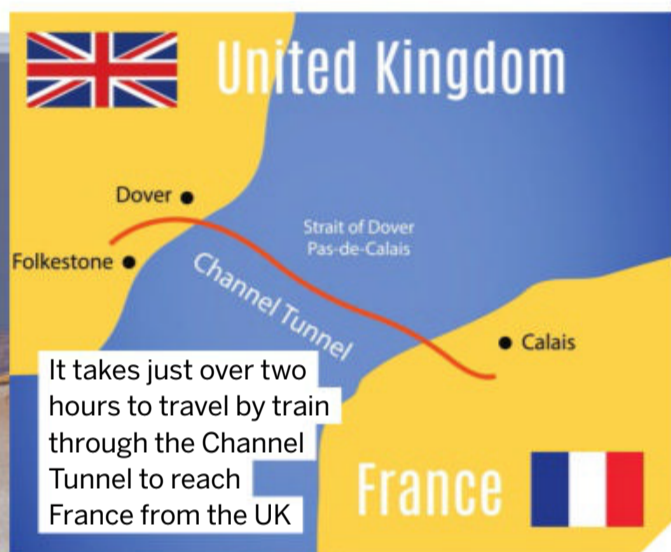 United Kingdom
Dover
Strait of Dover
Pas-de-Calais
Folkestone
Channel Tunnel
Calais
It takes just over two
hours to travel by train
through the Channel
Tunnel to reach
France from the UK
France